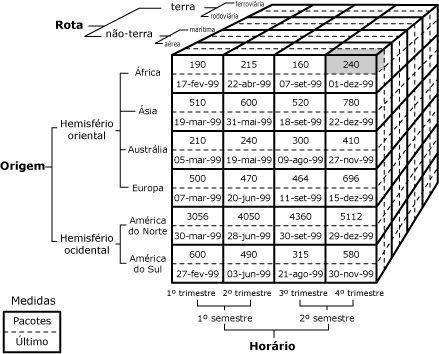 terra
ferroviária
rodoviária
Rota
não-terra
marítima
aérea
190 215 160 240
África
17-fev-99 22-abr-99 07-set-99 01-dez-99
510 600 520 780
Ásia
19-mar-99 31-mai-99 18-set-99 22-dez-99
Hemisfério
oriental
210 240 300 410
Austrália
05-mar-99 19-mai-99 09-ago-99 27-nov-99
Origem
500 470 464 696
Europa
07-mar-99 20-jun-99 11-set-99 15-dez-99
3056 4050 4360 5112
América
do Norte
30-mar-99 28-jun-99 30-set-99 29-dez-99
Hemisfério
ocidental
600 490 315 580
América
do Sul
27-fev-99 03-jun-99 21-ago-99 30-nov-99
1º trimestre 2º trimestre 3º trimestre 4º trimestre
1º semestre 2º semestre
Horário
Medidas
Pacotes
Último